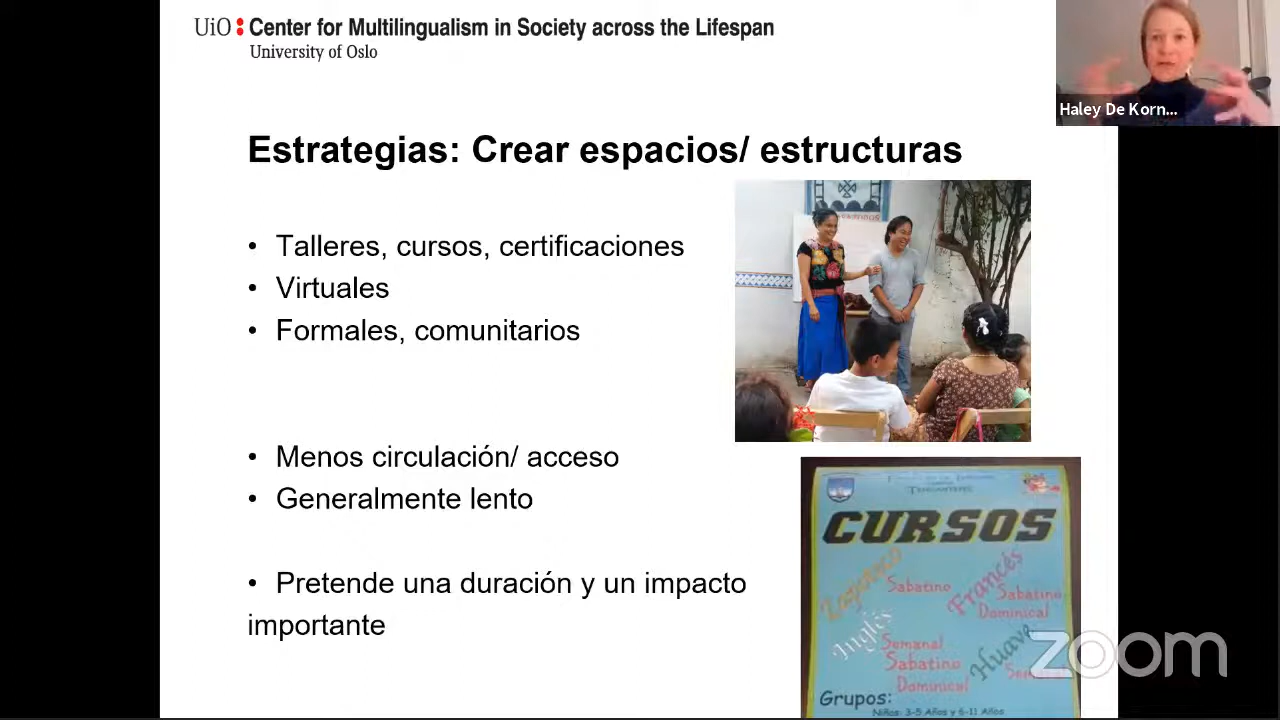 UiO : Center for Multilingualism in Society across the Lifespan
University of Oslo
Haley De Korn...
Estrategias: Crear espacios/ estructuras
• Talleres, cursos, certificaciones
• Virtuales
• Formales, comunitarios
• Menos circulación/ acceso
• Generalmente lento
• Pretende una duración y un impacto
importante
CURSOS
Zapoteco
Sabatino
Francés
Sabatino
Dominical
Inglés
Semanal
Sabatino
Dominical
Huave
Grupos:
Niños: 3-5 Años y 6-11 Años
zoom